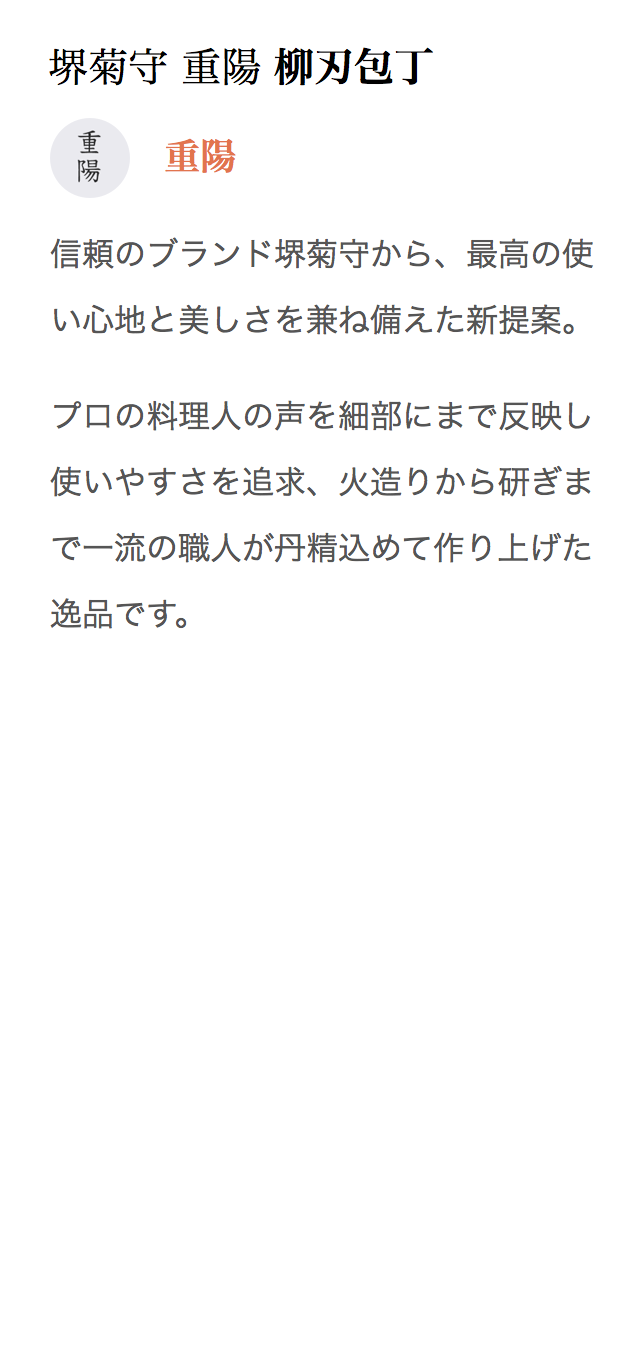 堺菊守 重陽 柳刃包丁
重
陽
重陽
信頼のブランド堺菊守から、最高の使
い心地と美しさを兼ね備えた新提案。
プロの料理人の声を細部にまで反映し
使いやすさを追求、火造りから研ぎま
で一流の職人が丹精込めて作り上げた
逸品です。